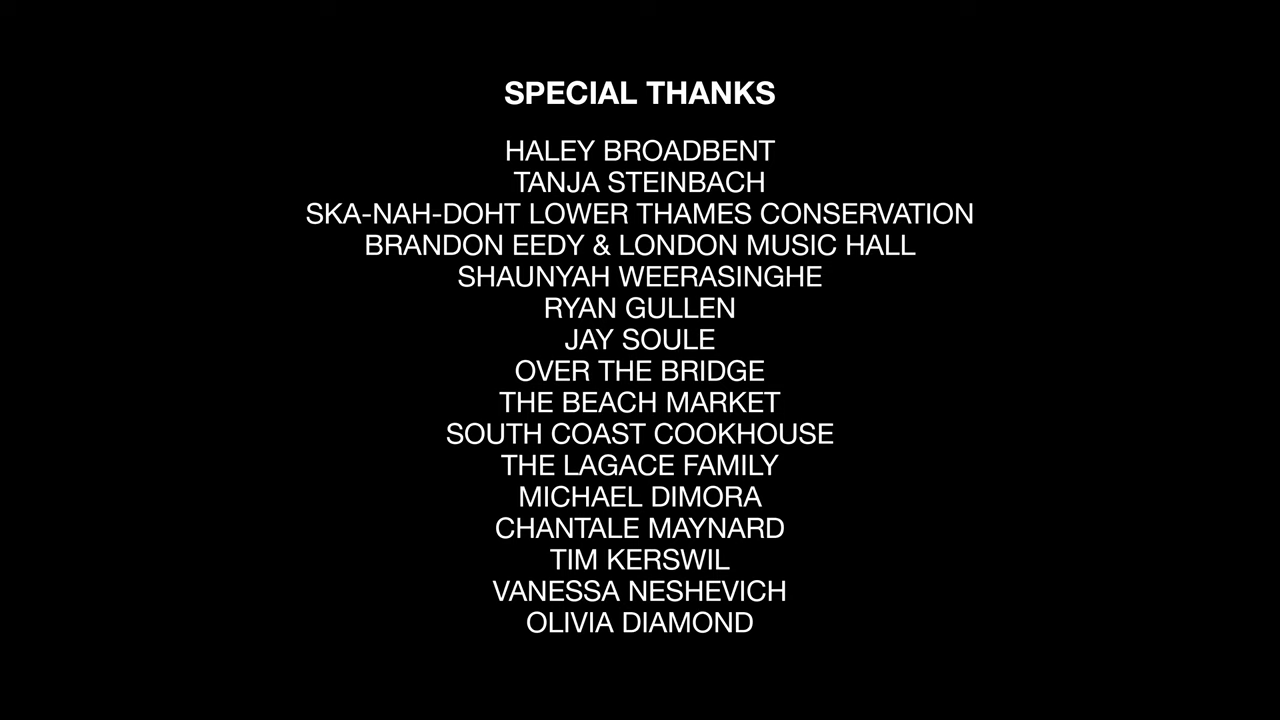 SPECIAL THANKS
HALEY BROADBENT
TANJA STEINBACH
SKA-NAH-DOHT LOWER THAMES CONSERVATION
BRANDON EEDY & LONDON MUSIC HALL
SHAUNYAH WEERASINGHE
RYAN GULLEN
JAY SOULE
OVER THE BRIDGE
THE BEACH MARKET
SOUTH COAST COOKHOUSE
THE LAGACE FAMILY
MICHAEL DIMORA
CHANTALE MAYNARD
TIM KERSWIL
VANESSA NESHEVICH
OLIVIA DIAMOND